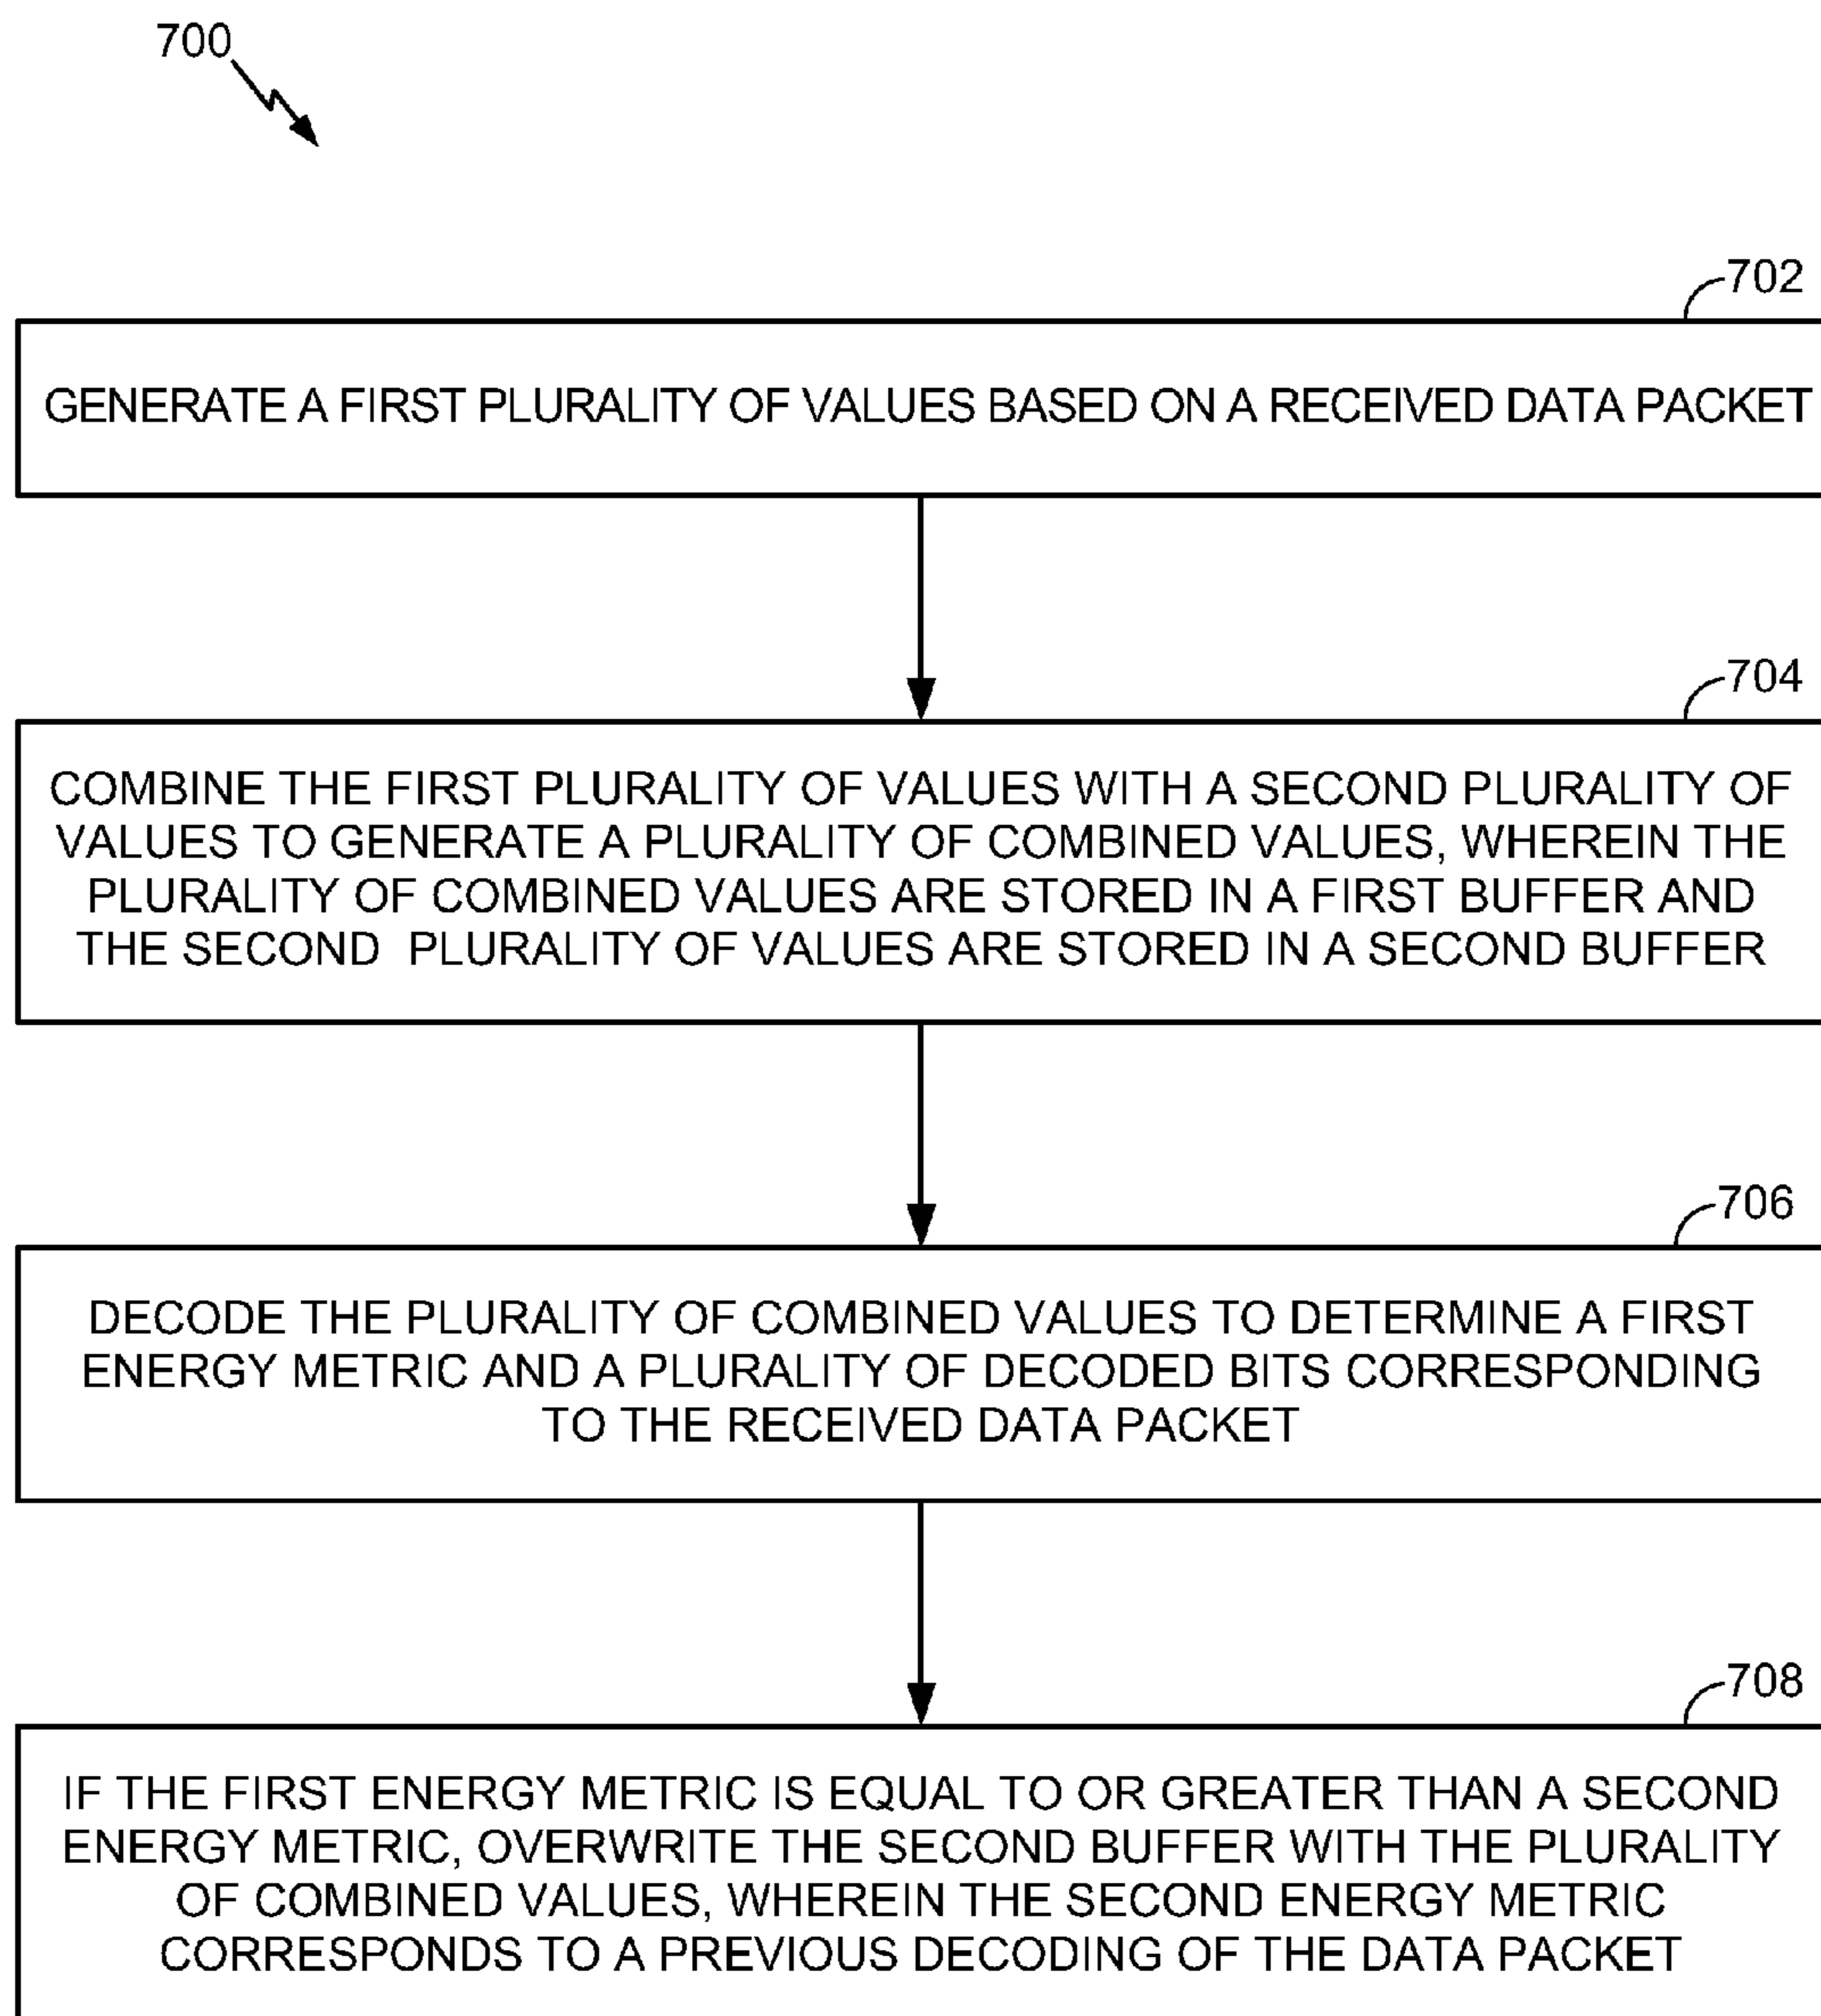 700
702
GENERATE A FIRST PLURALITY OF VALUES BASED ON A RECEIVED DATA PACKET
704
COMBINE THE FIRST PLURALITY OF VALUES WITH A SECOND PLURALITY OF
VALUES TO GENERATE A PLURALITY OF COMBINED VALUES, WHEREIN THE
PLURALITY OF COMBINED VALUES ARE STORED IN A FIRST BUFFER AND
THE SECOND PLURALITY OF VALUES ARE STORED IN A SECOND BUFFER
706
DECODE THE PLURALITY OF COMBINED VALUES TO DETERMINE A FIRST
ENERGY METRIC AND A PLURALITY OF DECODED BITS CORRESPONDING
TO THE RECEIVED DATA PACKET
708
IF THE FIRST ENERGY METRIC IS EQUAL TO OR GREATER THAN A SECOND
ENERGY METRIC, OVERWRITE THE SECOND BUFFER WITH THE PLURALITY
OF COMBINED VALUES, WHEREIN THE SECOND ENERGY METRIC
CORRESPONDS TO A PREVIOUS DECODING OF THE DATA PACKET